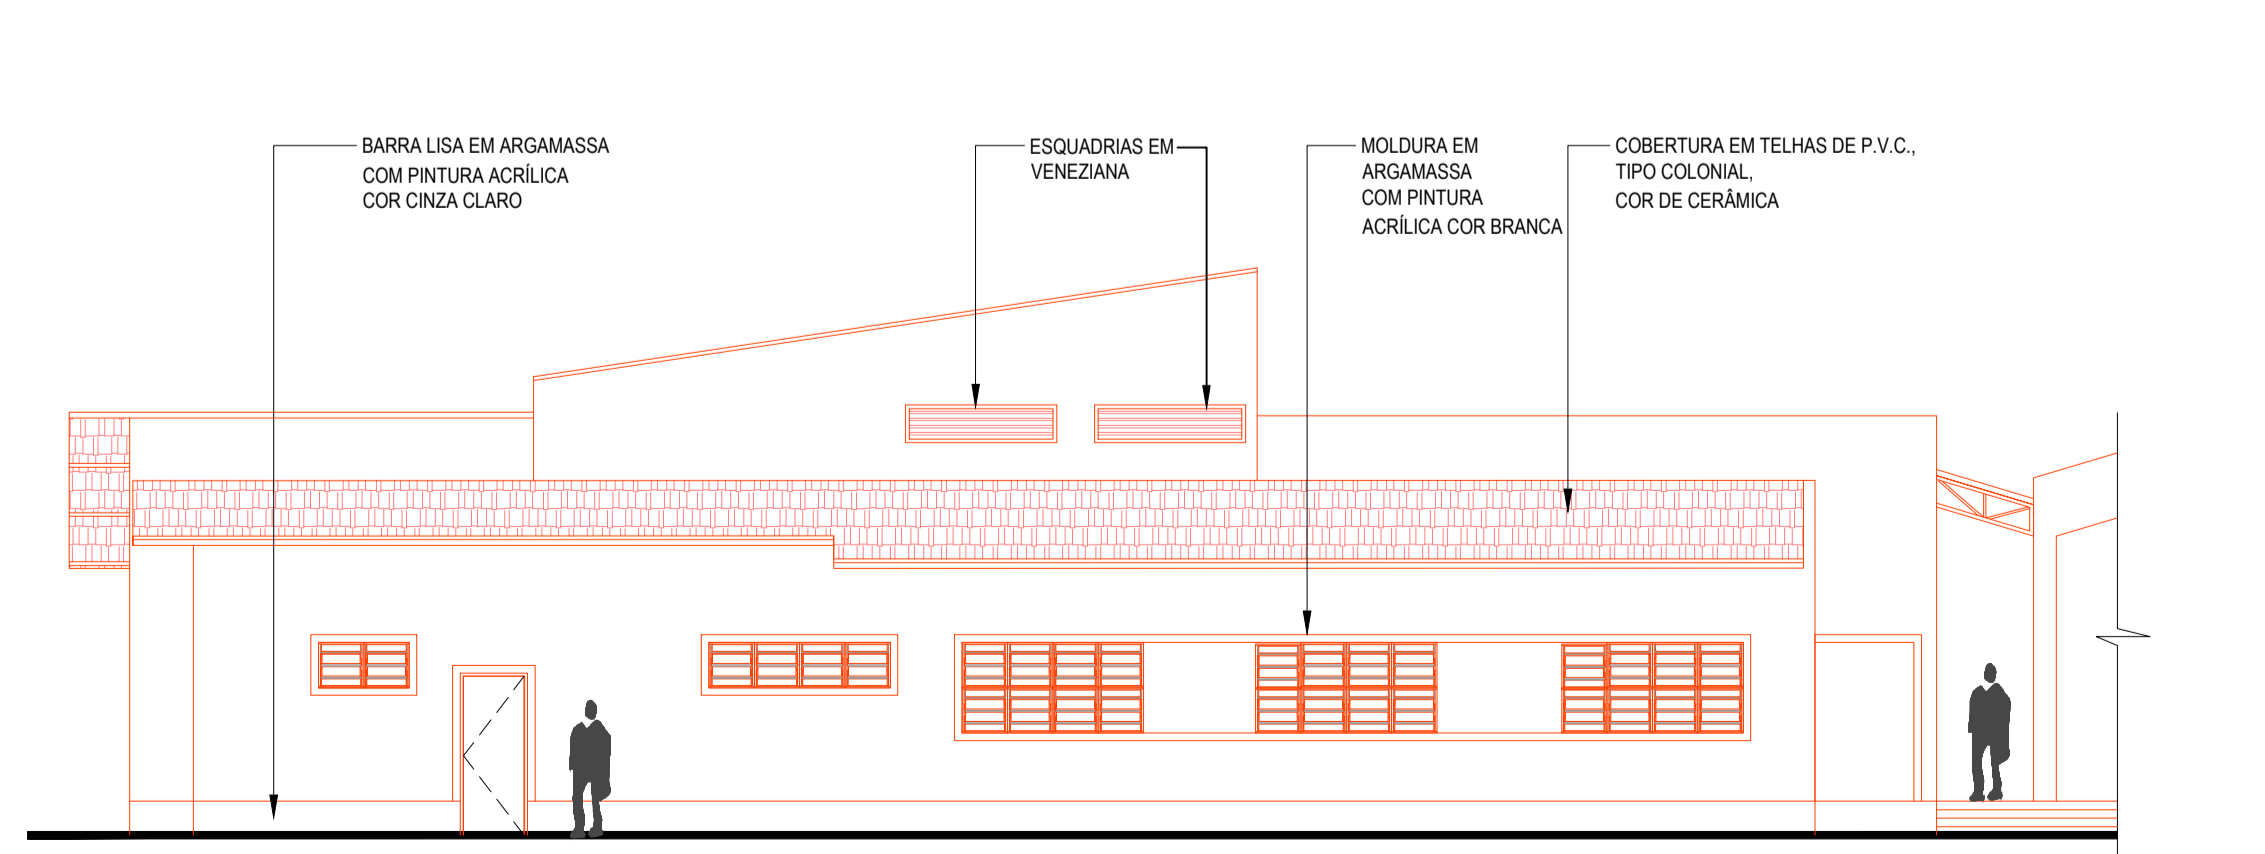 BARRA LISA EM ARGAMASSA
COM PINTURA ACRÍLICA
COR CINZA CLARO
ESQUADRIAS EM
VENEZIANA
MOLDURA EM
ARGAMASSA
COM PINTURA
ACRÍLICA COR BRANCA
COBERTURA EM TELHAS DE P.V.C.,
TIPO COLONIAL,
COR DE CERÂMICA